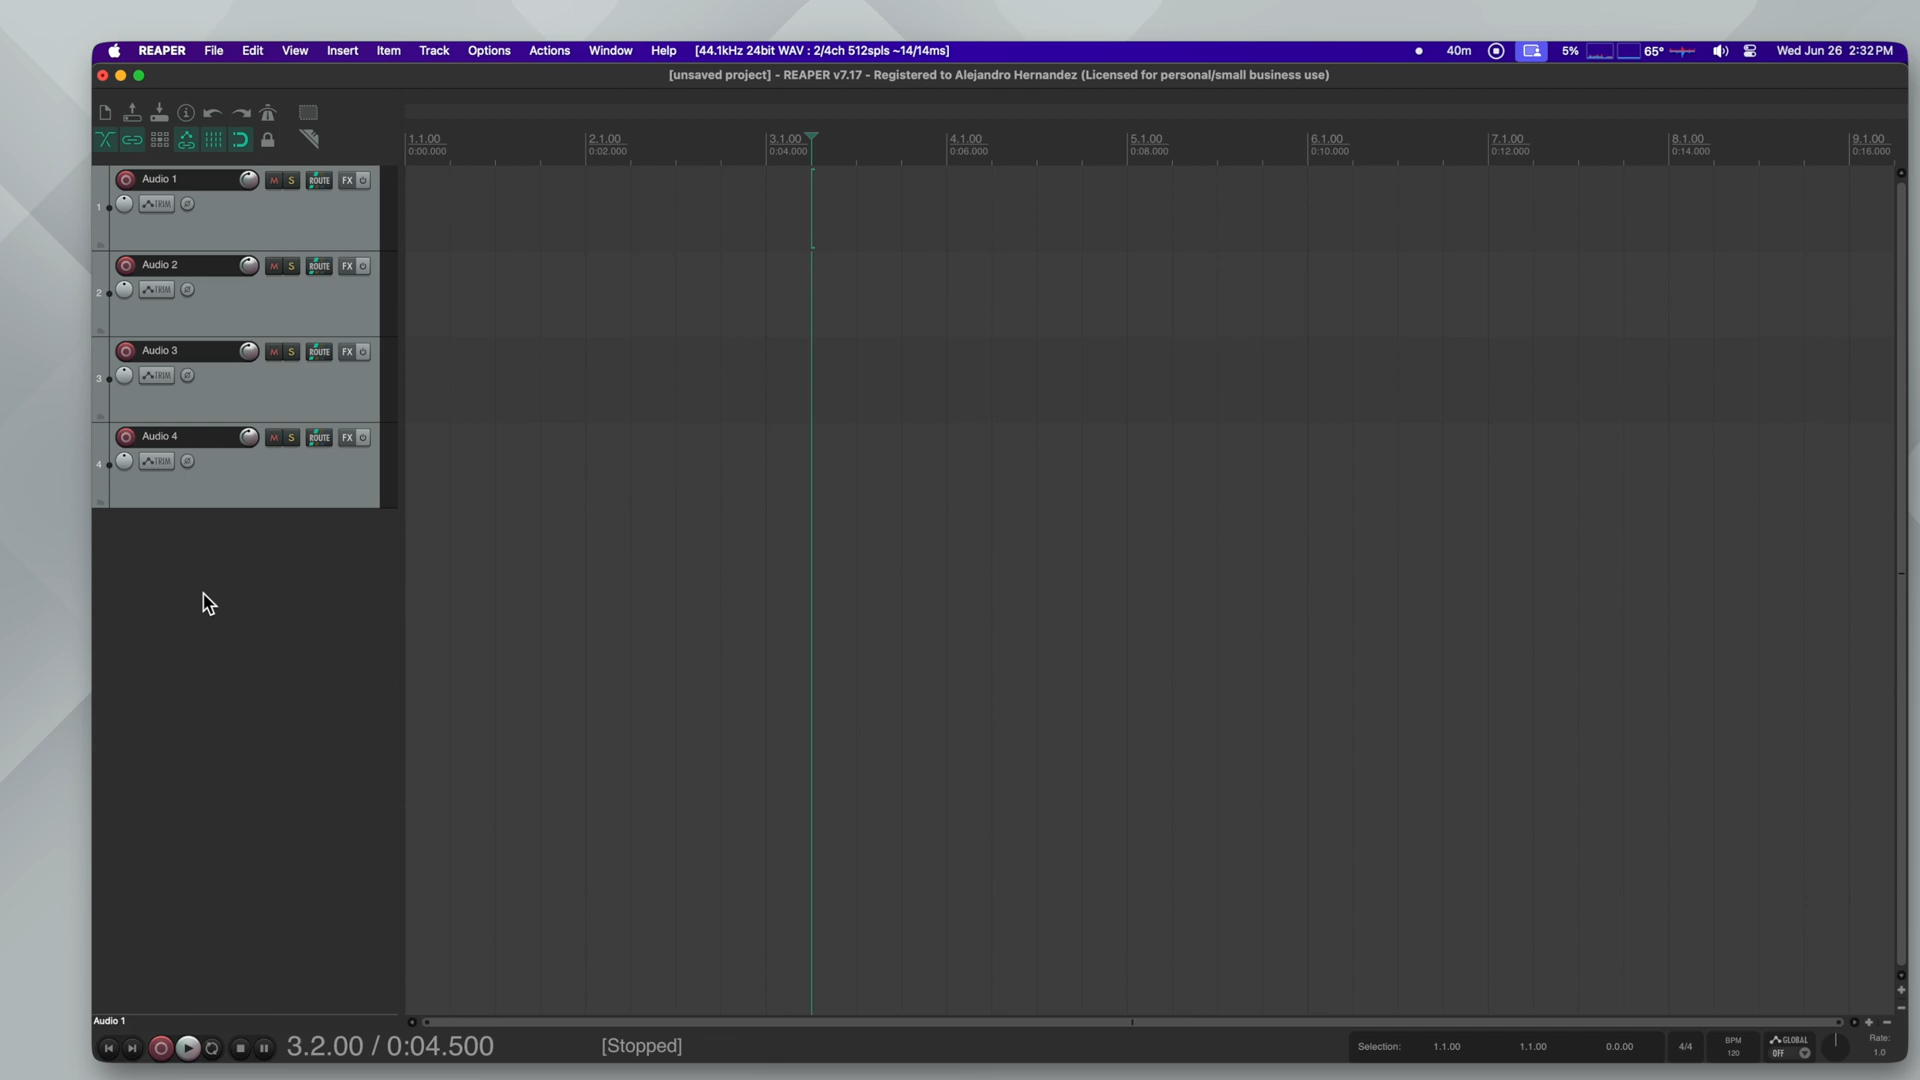 REAPER File Edit View Insert Item Track Options Actions Window Help [44.1kHz 24bit WAV : 2/4ch 512spls ~14/14ms] 40m 5% 65° Wed Jun 26 2:32 PM
[unsaved project] - REAPER v7.17 - Registered to Alejandro Hernandez (Licensed for personal/small business use)
1.1.00 2.1.00 3.1.00 4.1.00 5.1.00 6.1.00 7.1.00 8.1.00 9.1.00
0:00.000 0:02.000 0:04.000 0:06.000 0:08.000 0:10.000 0:12.000 0:14.000 0:16.000
Audio 1 M S ROUTE FX
1 TRIM
Audio 2 M S ROUTE FX
2 TRIM
Audio 3 M S ROUTE FX
3 TRIM
Audio 4 M S ROUTE FX
4 TRIM
Audio 1
3.2.00 / 0:04.500 [Stopped] Selection: 1.1.00 1.1.00 0.0.00 4/4
BPM
120
GLOBAL
OFF
Rate:
1.0